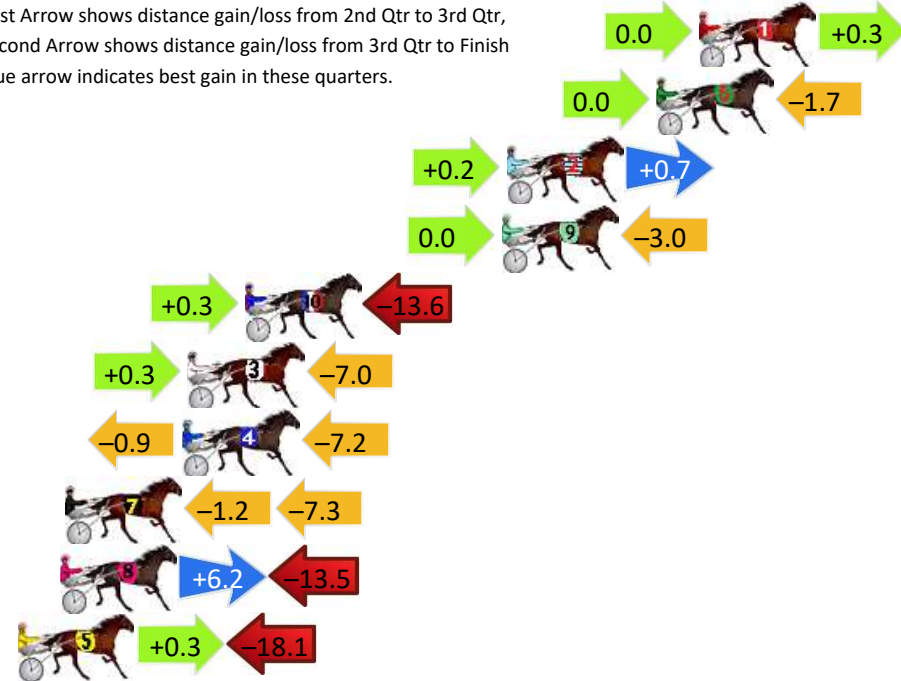 st Arrow shows distance gain/loss from 2nd Qtr to 3rd Qtr,
econd Arrow shows distance gain/loss from 3rd Qtr to Finish
ue arrow indicates best gain in these quarters.
0.0 1 +0.3
0.0 6 –1.7
+0.2 2 +0.7
0.0 9 –3.0
+0.3 10 –13.6
+0.3 3 –7.0
–0.9 4 –7.2
7 –1.2 –7.3
8 +6.2 –13.5
5 +0.3 –18.1